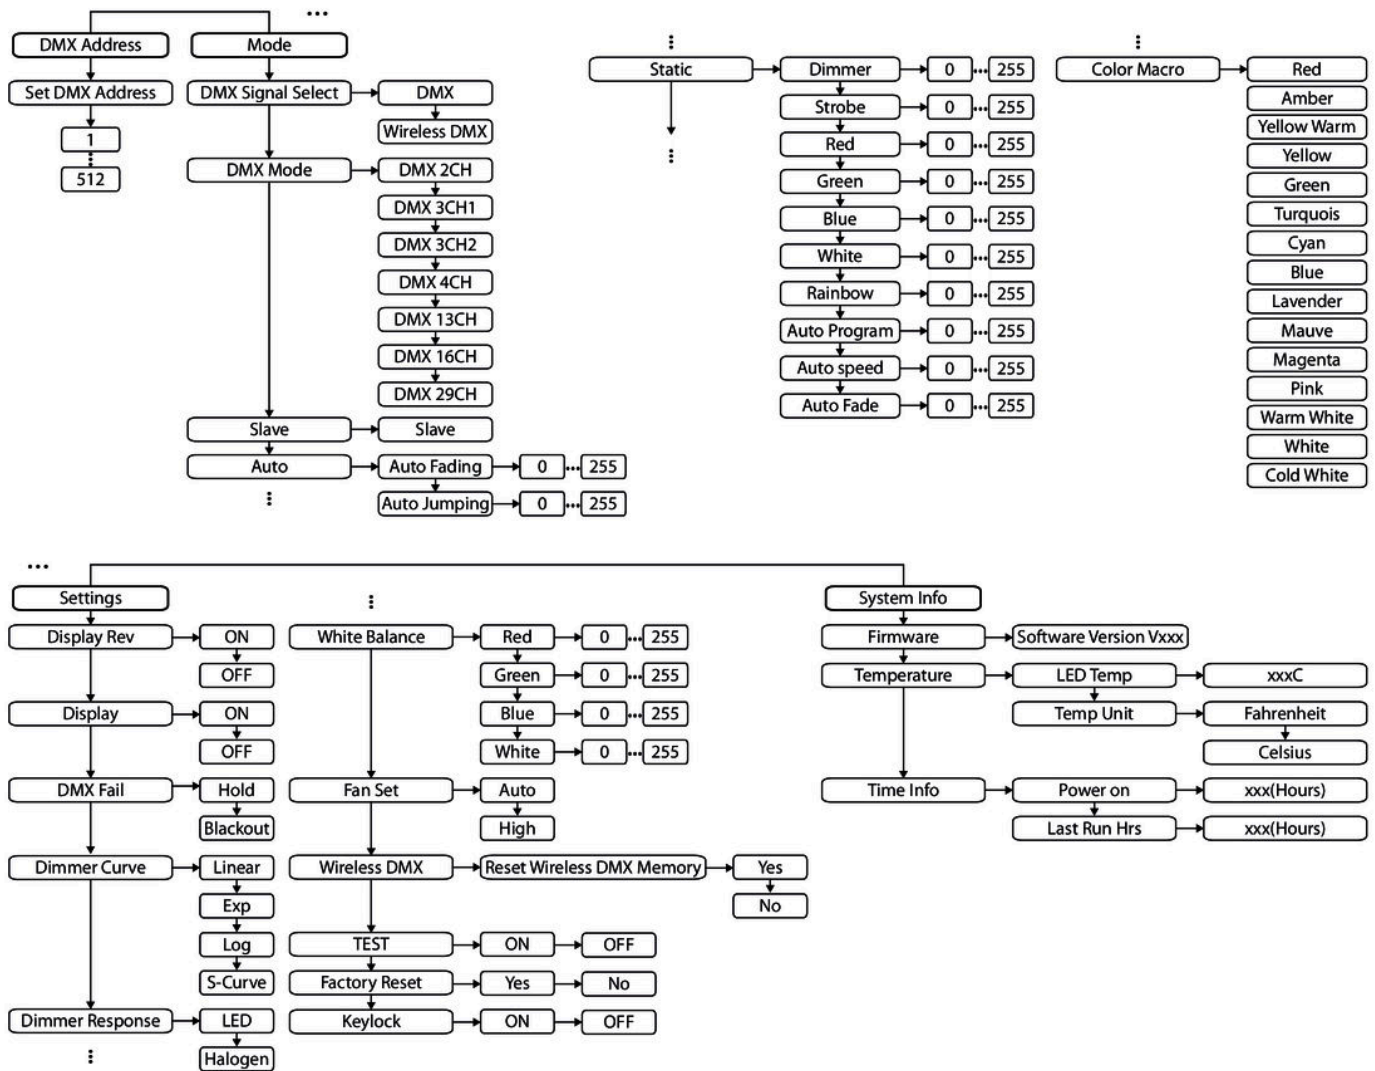 ...
DMX Address
Mode
Set DMX Address
1
512
DMX Signal Select
DMX
Wireless DMX
DMX Mode
DMX 2CH
DMX 3CH1
DMX 3CH2
DMX 4CH
DMX 13CH
DMX 16CH
DMX 29CH
Slave
Slave
Auto
Auto Fading
0 ... 255
Auto Jumping
0 ... 255
Static
Dimmer
0 ... 255
Strobe
0 ... 255
Red
0 ... 255
Green
0 ... 255
Blue
0 ... 255
White
0 ... 255
Rainbow
0 ... 255
Auto Program
0 ... 255
Auto speed
0 ... 255
Auto Fade
0 ... 255
Color Macro
Red
Amber
Yellow Warm
Yellow
Green
Turquois
Cyan
Blue
Lavender
Mauve
Magenta
Pink
Warm White
White
Cold White
...
Settings
Display Rev
ON
OFF
Display
ON
OFF
DMX Fail
Hold
Blackout
Dimmer Curve
Linear
Exp
Log
S-Curve
Dimmer Response
LED
Halogen
White Balance
Red
0 ... 255
Green
0 ... 255
Blue
0 ... 255
White
0 ... 255
Fan Set
Auto
High
Wireless DMX
Reset Wireless DMX Memory
Yes
No
TEST
ON
OFF
Factory Reset
Yes
No
Keylock
ON
OFF
System Info
Firmware
Software Version Vxxx
Temperature
LED Temp
xxxC
Temp Unit
Fahrenheit
Celsius
Time Info
Power on
xxx(Hours)
Last Run Hrs
xxx(Hours)